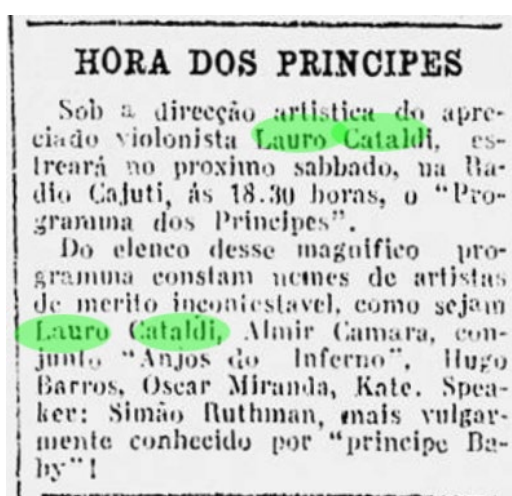 HORA DOS PRINCIPES
Sob a direcção artistica do apre-
ciado violonista Lauro Cataldi, es-
treará no proximo sabbado, na Ra-
dio Cajuti, ás 18.30 horas, o "Pro-
gramma dos Principes".
Do elenco desse magnifico pro-
gramma constam nomes de artistas
de merito incontestavel, como sejam
Lauro Cataldi, Almir Camara, con-
junto "Anjos do Inferno", Hugo
Barros, Oscar Miranda, Kate. Spea-
ker: Simão Ruthman, mais vulgar-
mente conhecido por "principe Ba-
by"!